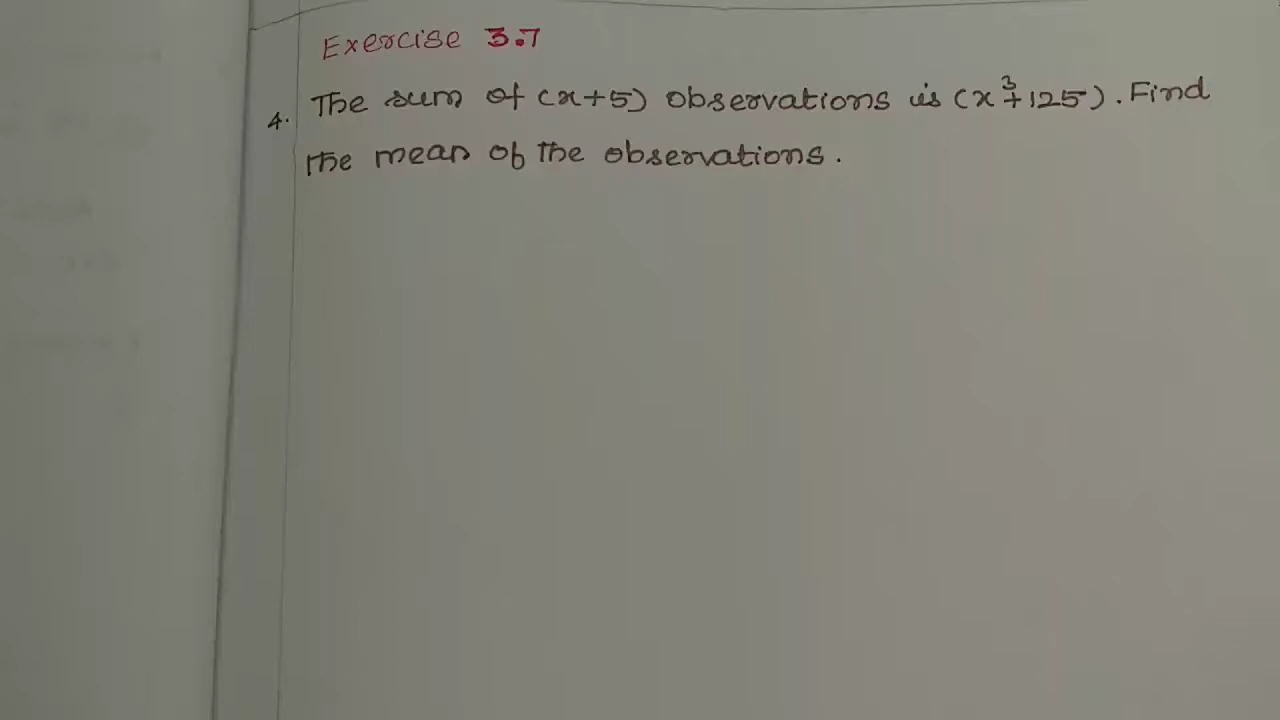 Exercise 3.7
4. The sum of (x+5) observations is (x³+125). Find
the mean of the observations.